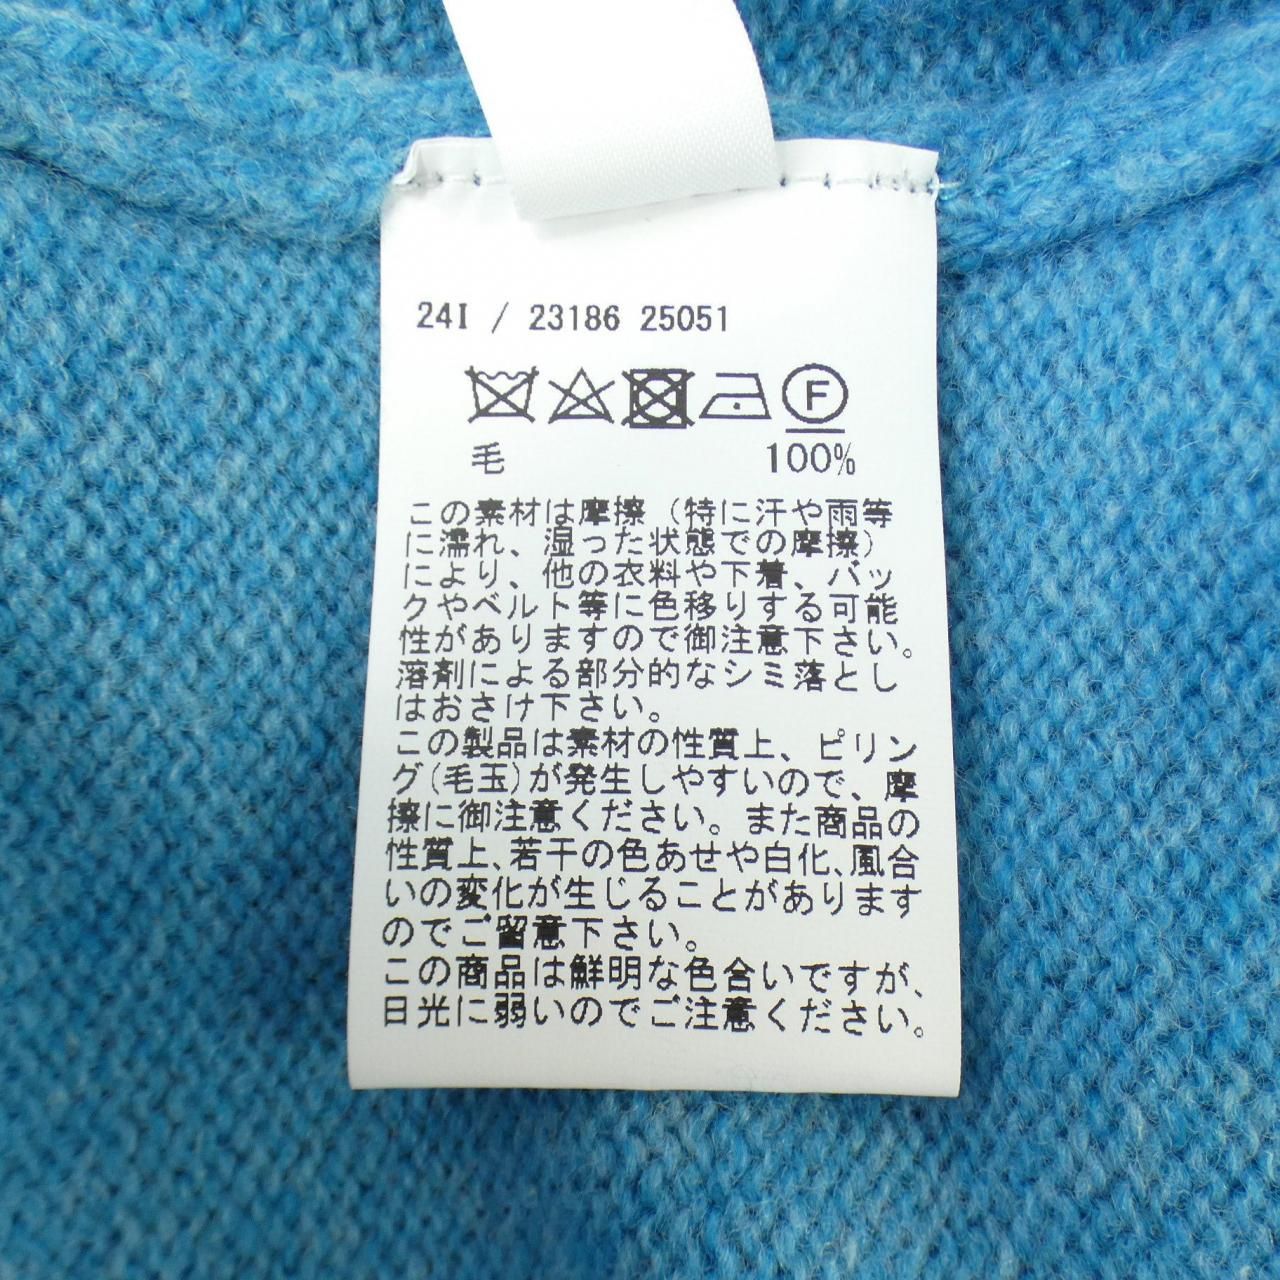 24I / 23186 25051
F
毛 100%
この素材は摩擦（特に汗や雨等
に濡れ、湿った状態での摩擦）
により、他の衣料や下着、バッ
クやベルト等に色移りする可能
性がありますので御注意下さい。
溶剤による部分的なシミ落とし
はおさけ下さい。
この製品は素材の性質上、ピリン
グ(毛玉)が発生しやすいので、摩
擦に御注意ください。また商品の
性質上、若干の色あせや白化、風合
いの変化が生じることがあります
のでご留意下さい。
この商品は鮮明な色合いですが、
日光に弱いのでご注意ください。